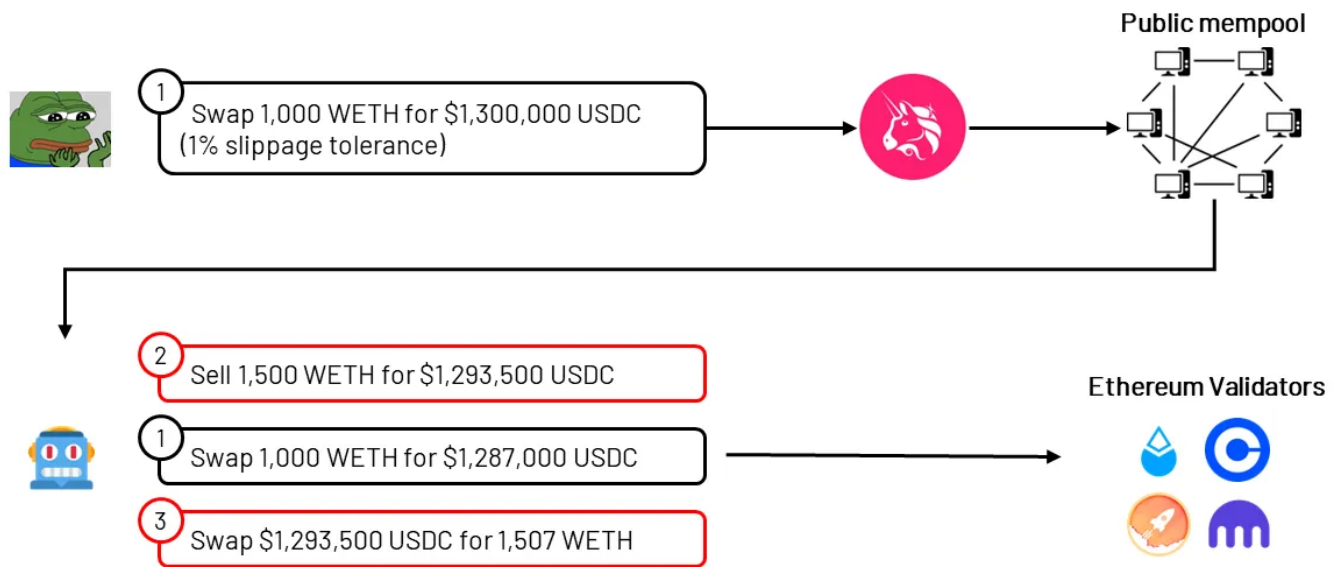 Public mempool
1
Swap 1,000 WETH for $1,300,000 USDC
(1% slippage tolerance)
2
Sell 1,500 WETH for $1,293,500 USDC
Ethereum Validators
1
Swap 1,000 WETH for $1,287,000 USDC
3
Swap $1,293,500 USDC for 1,507 WETH